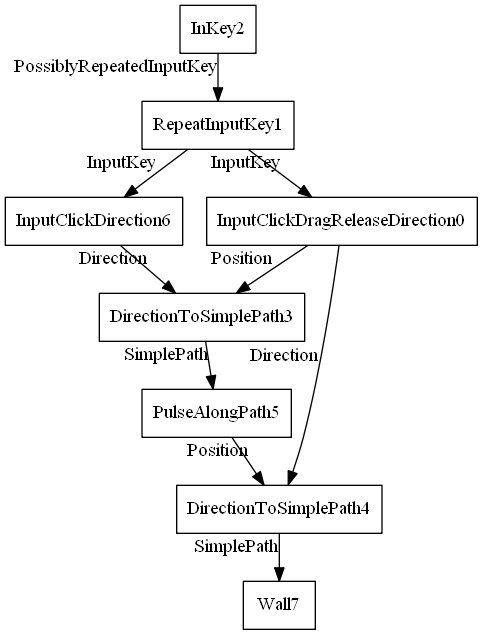 InKey2
PossiblyRepeatedInputKey
RepeatInputKey1
InputKey InputKey
InputClickDirection6 InputClickDragReleaseDirection0
Direction Position
DirectionToSimplePath3
SimplePath Direction
PulseAlongPath5
Position
DirectionToSimplePath4
SimplePath
Wall7